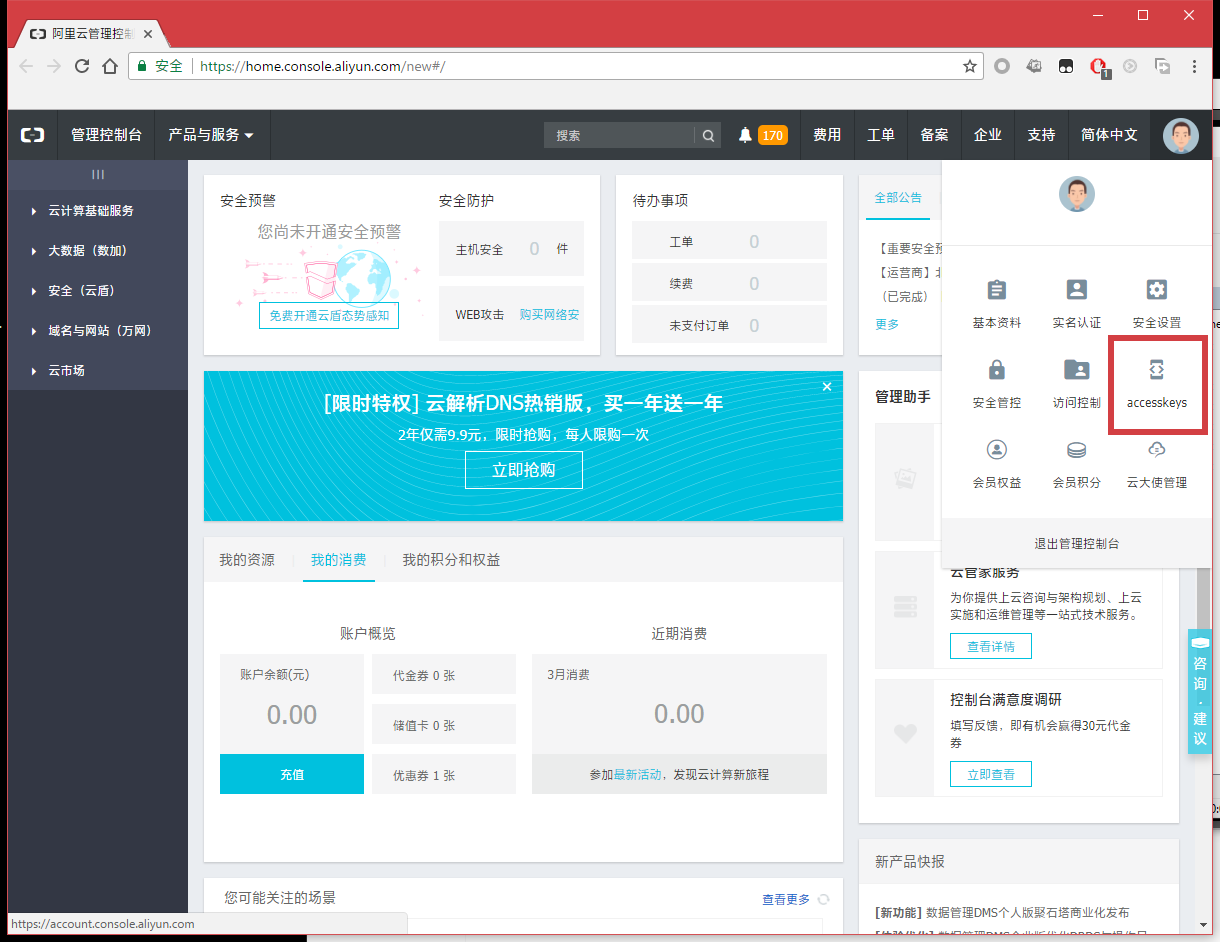 阿里云管理控制
安全
https://home.console.aliyun.com/new#/
1
管理控制台
产品与服务
搜索
170
费用
工单
备案
企业
支持
简体中文
云计算基础服务
大数据（数加）
安全（云盾）
域名与网站（万网）
云市场
安全预警
您尚未开通安全预警
免费开通云盾态势感知
安全防护
主机安全 0 件
WEB攻击 购买网络安
待办事项
工单 0
续费 0
未支付订单 0
全部公告
【重要安全预
【运营商】北
（已完成）
更多
基本资料
实名认证
安全设置
安全管控
访问控制
accesskeys
会员权益
会员积分
云大使管理
退出管理控制台
[限时特权] 云解析DNS热销版，买一年送一年
2年仅需9.9元，限时抢购，每人限购一次
立即抢购
管理助手
云管家服务
为你提供上云咨询与架构规划、上云
实施和运维管理等一站式技术服务。
查看详情
控制台满意度调研
填写反馈，即有机会赢得30元代金
券
立即查看
咨询·建议
我的资源
我的消费
我的积分和权益
账户概览
账户余额(元)
0.00
充值
代金券 0 张
储值卡 0 张
优惠券 1 张
近期消费
3月消费
0.00
参加最新活动，发现云计算新旅程
您可能关注的场景
查看更多
新产品快报
[新功能] 数据管理DMS个人版聚石塔商业化发布
https://account.console.aliyun.com